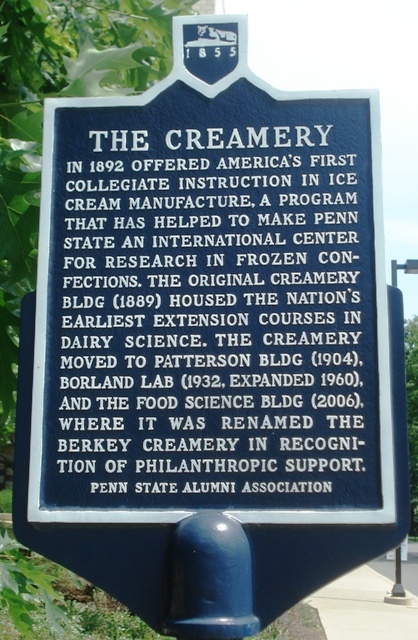 1855
THE CREAMERY
IN 1892 OFFERED AMERICA'S FIRST
COLLEGIATE INSTRUCTION IN ICE
CREAM MANUFACTURE, A PROGRAM
THAT HAS HELPED TO MAKE PENN
STATE AN INTERNATIONAL CENTER
FOR RESEARCH IN FROZEN CON-
FECTIONS. THE ORIGINAL CREAMERY
BLDG (1889) HOUSED THE NATION'S
EARLIEST EXTENSION COURSES IN
DAIRY SCIENCE. THE CREAMERY
MOVED TO PATTERSON BLDG (1904),
BORLAND LAB (1932, EXPANDED 1960),
AND THE FOOD SCIENCE BLDG (2006),
WHERE IT WAS RENAMED THE
BERKEY CREAMERY IN RECOGNI-
TION OF PHILANTHROPIC SUPPORT.
PENN STATE ALUMNI ASSOCIATION